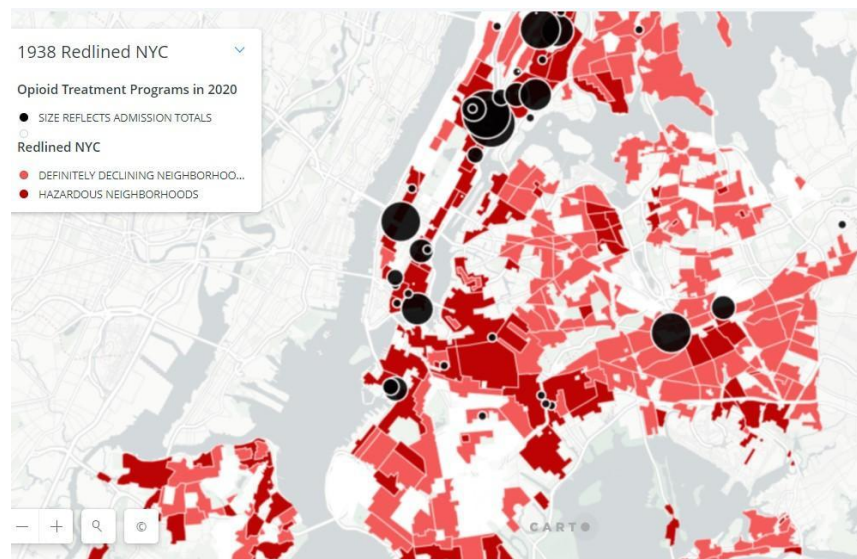 1938 Redlined NYC
Opioid Treatment Programs in 2020
SIZE REFLECTS ADMISSION TOTALS
Redlined NYC
DEFINITELY DECLINING NEIGHBORHOO...
HAZARDOUS NEIGHBORHOODS
©
CARTO